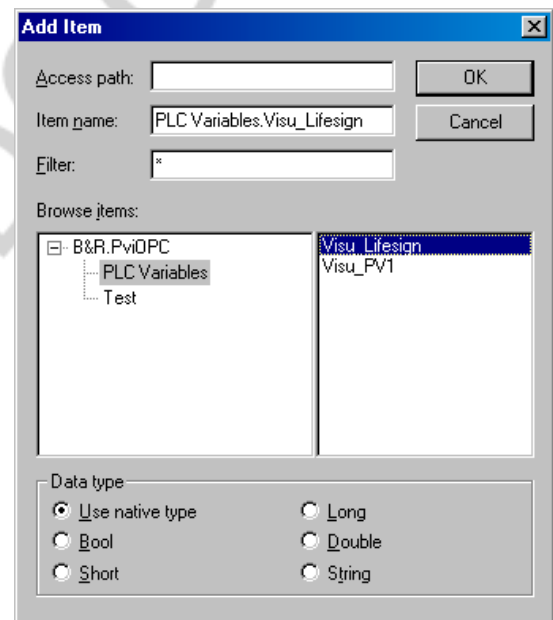 Add Item
Access path:
OK
Item name: PLC Variables.Visu_Lifesign
Cancel
Filter: *
Browse items:
B&R.PviOPC
PLC Variables
Test
Visu_Lifesign
Visu_PV1
Data type
Use native type
Long
Bool
Double
Short
String